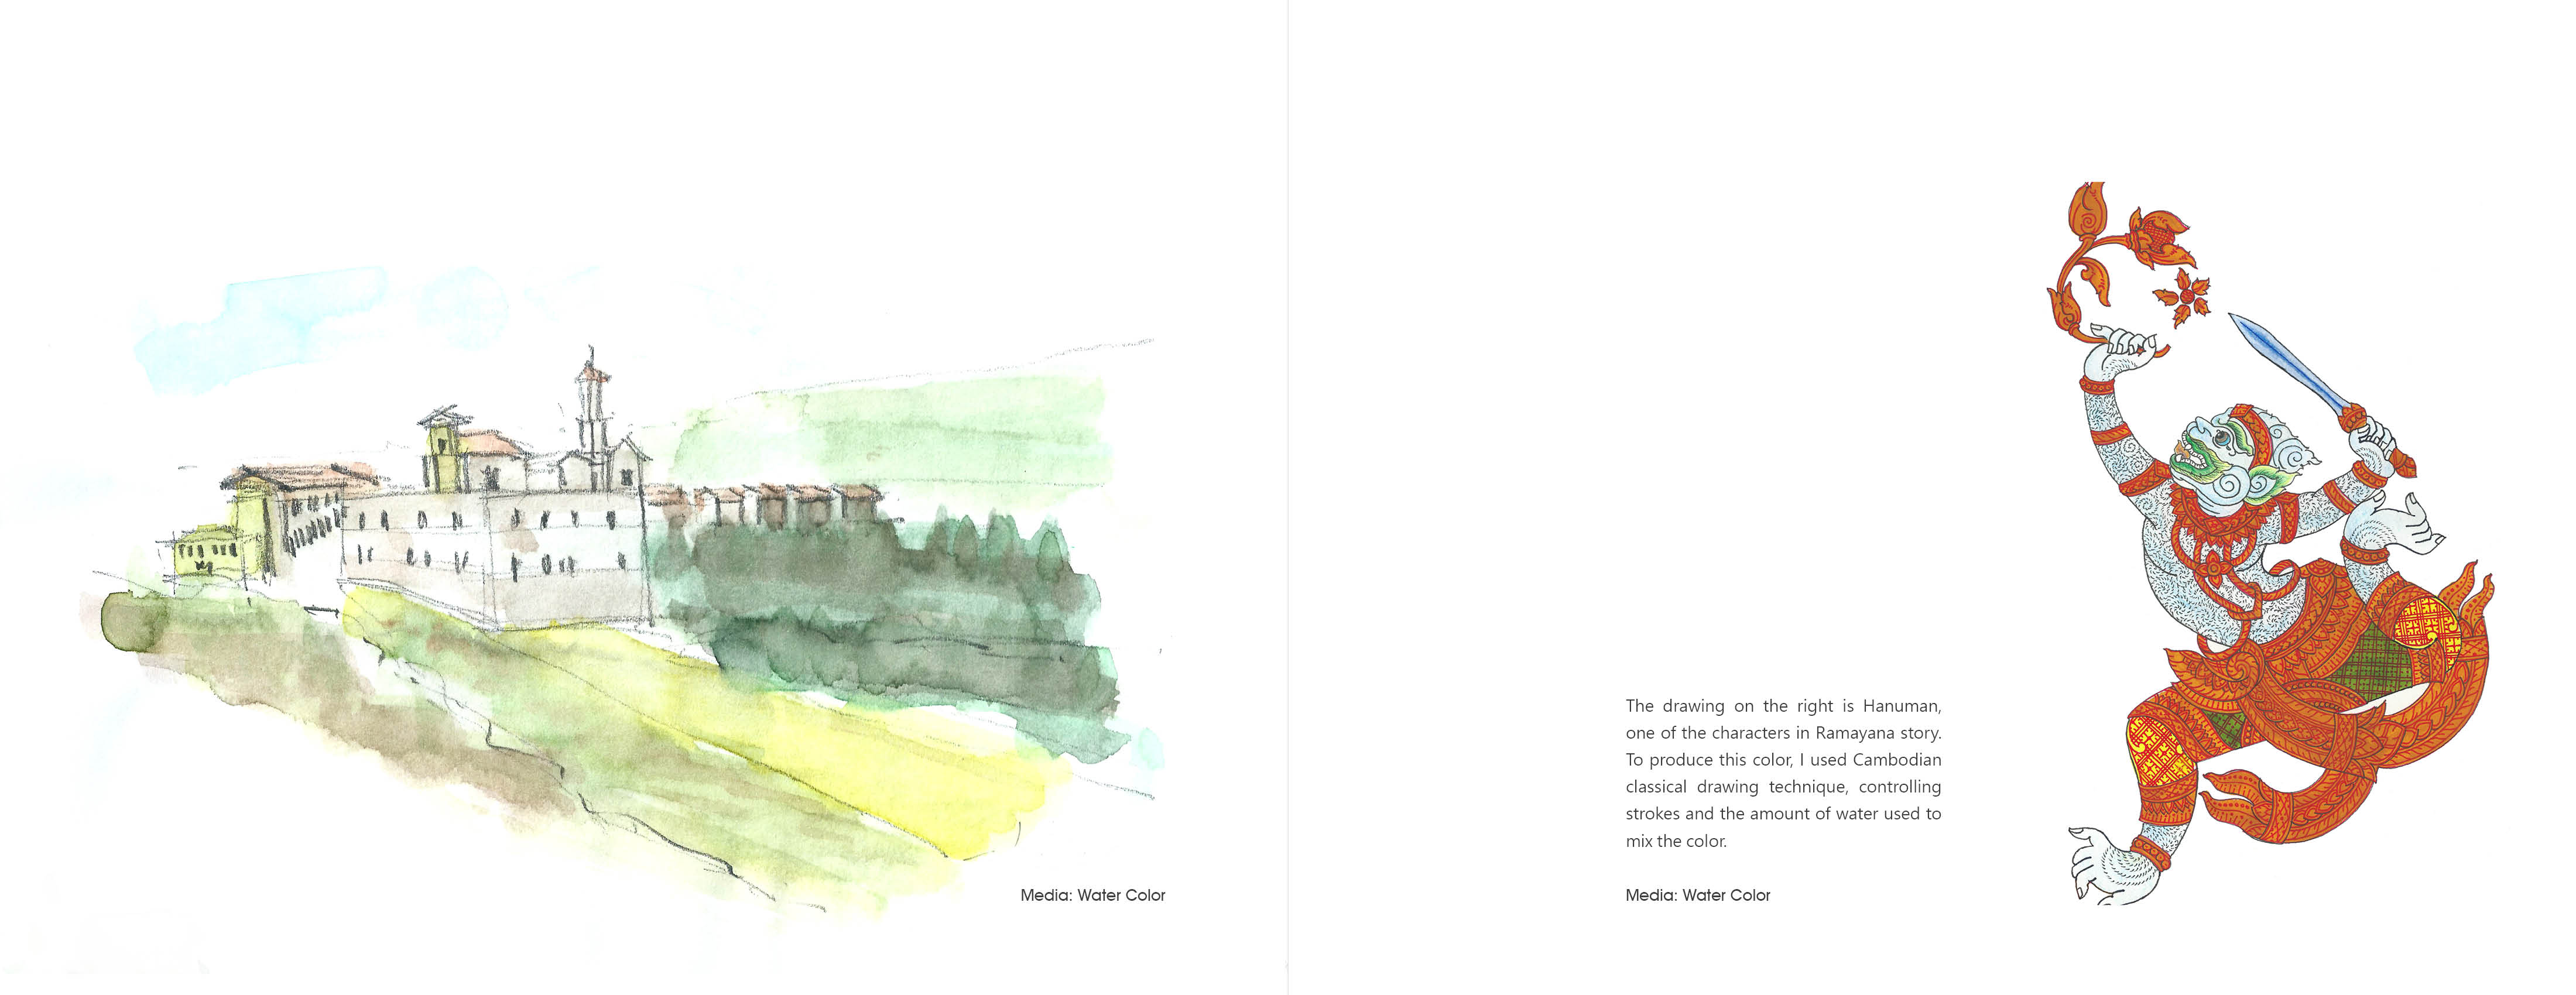 Media: Water Color
The drawing on the right is Hanuman,
one of the characters in Ramayana story.
To produce this color, I used Cambodian
classical drawing technique, controlling
strokes and the amount of water used to
mix the color.
Media: Water Color